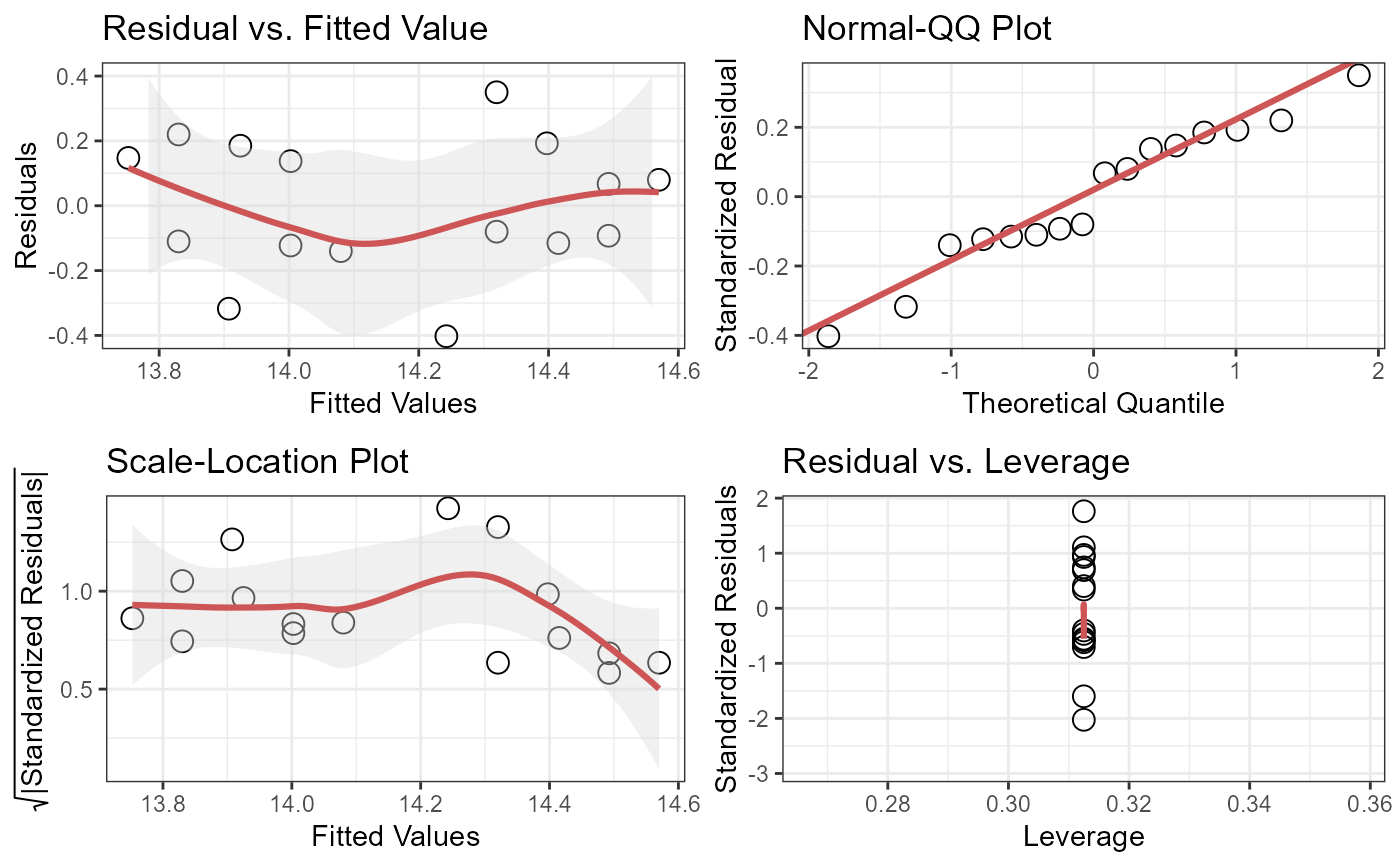 Residual vs. Fitted Value
0.4
0.2
0.0
-0.2
-0.4
Residuals
13.8 14.0 14.2 14.4 14.6
Fitted Values
Normal-QQ Plot
0.2
0.0
-0.2
-0.4
Standardized Residual
-2 -1 0 1 2
Theoretical Quantile
Scale-Location Plot
1.0
0.5
√|Standardized Residuals|
13.8 14.0 14.2 14.4 14.6
Fitted Values
Residual vs. Leverage
2
1
0
-1
-2
-3
Standardized Residuals
0.28 0.30 0.32 0.34 0.36
Leverage